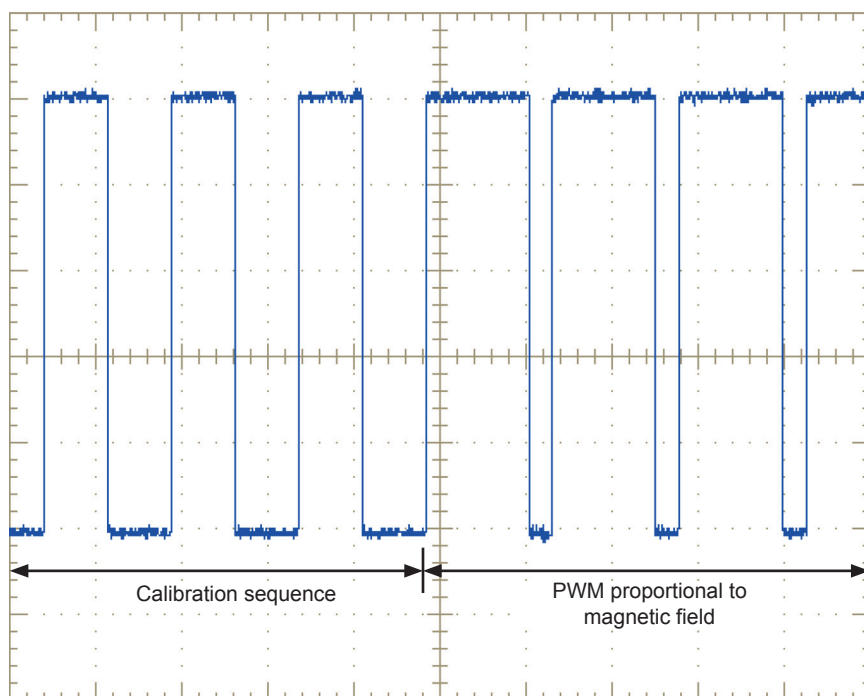 Calibration sequence
PWM proportional to
magnetic field